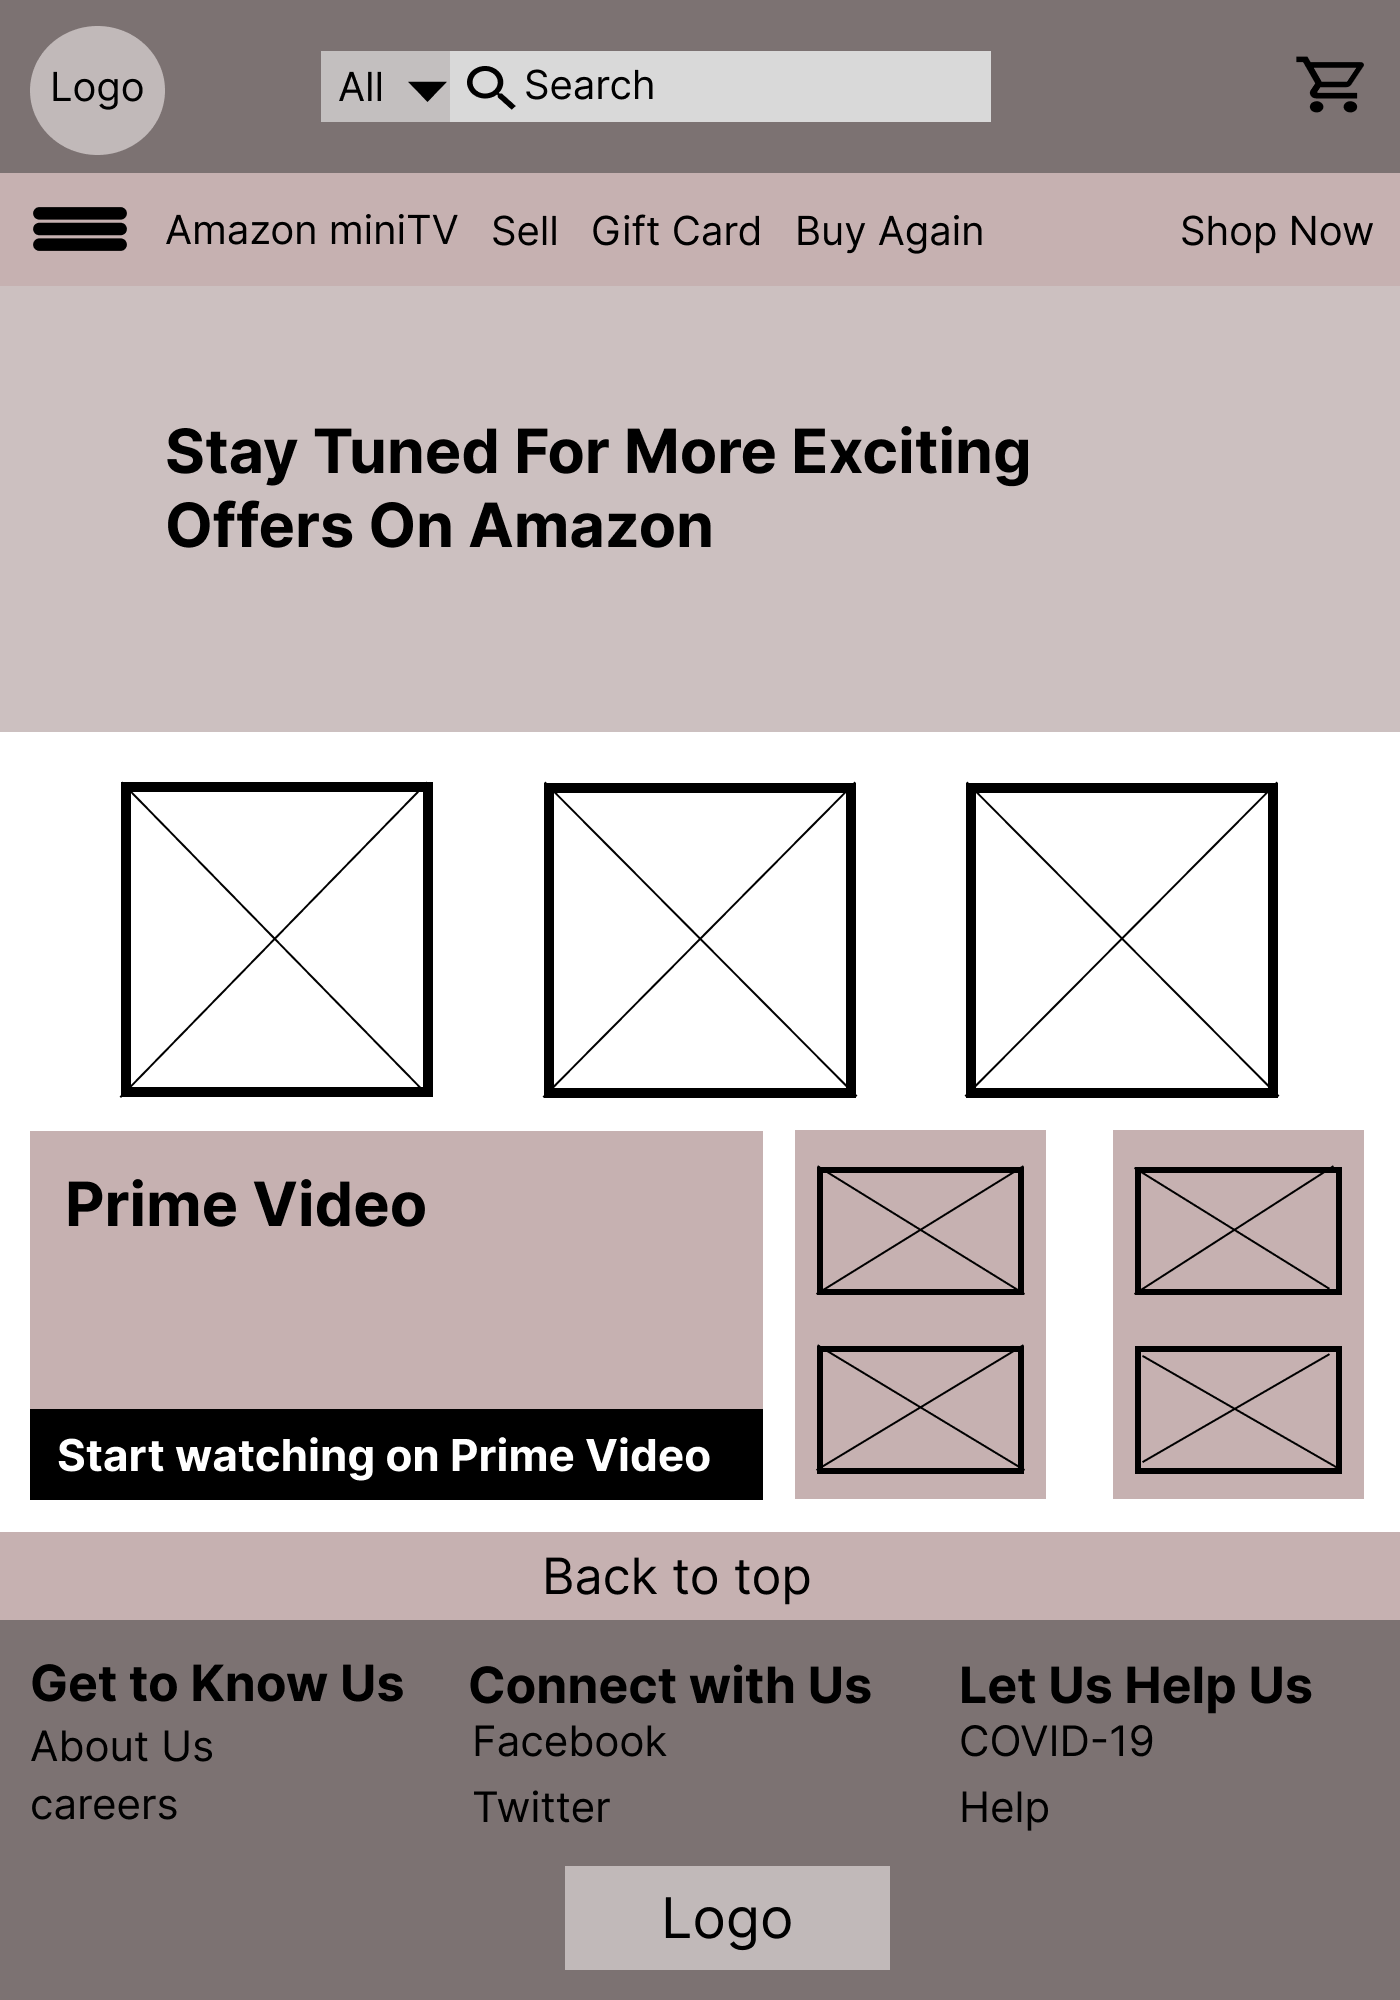 Logo
All
Search
Amazon miniTV Sell Gift Card Buy Again Shop Now
Stay Tuned For More Exciting
Offers On Amazon
Prime Video
Start watching on Prime Video
Back to top
Get to Know Us
About Us
careers
Connect with Us
Facebook
Twitter
Let Us Help Us
COVID-19
Help
Logo